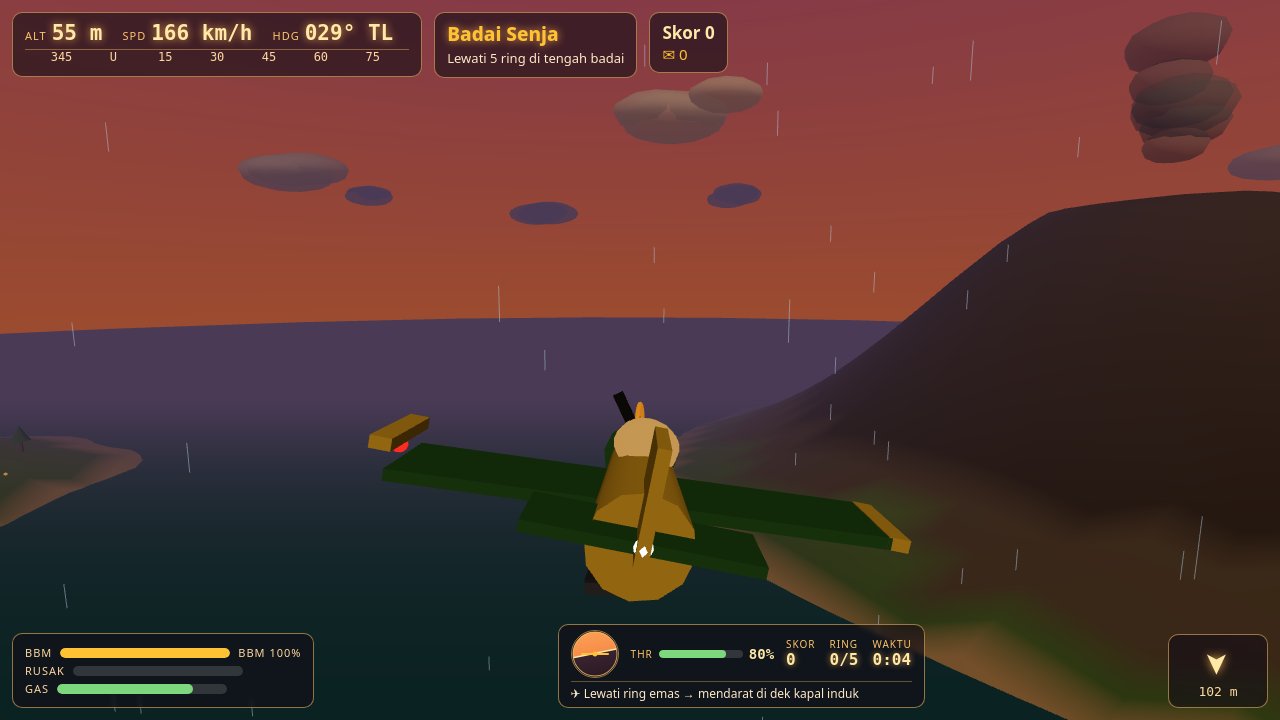 ALT 55 m SPD 166 km/h HDG 029° TL
345 U 15 30 45 60 75
Badai Senja
Lewati 5 ring di tengah badai
Skor 0
✉ 0
BBM BBM 100%
RUSAK
GAS
THR 80% SKOR 0 RING 0/5 WAKTU 0:04
✈ Lewati ring emas → mendarat di dek kapal induk
102 m